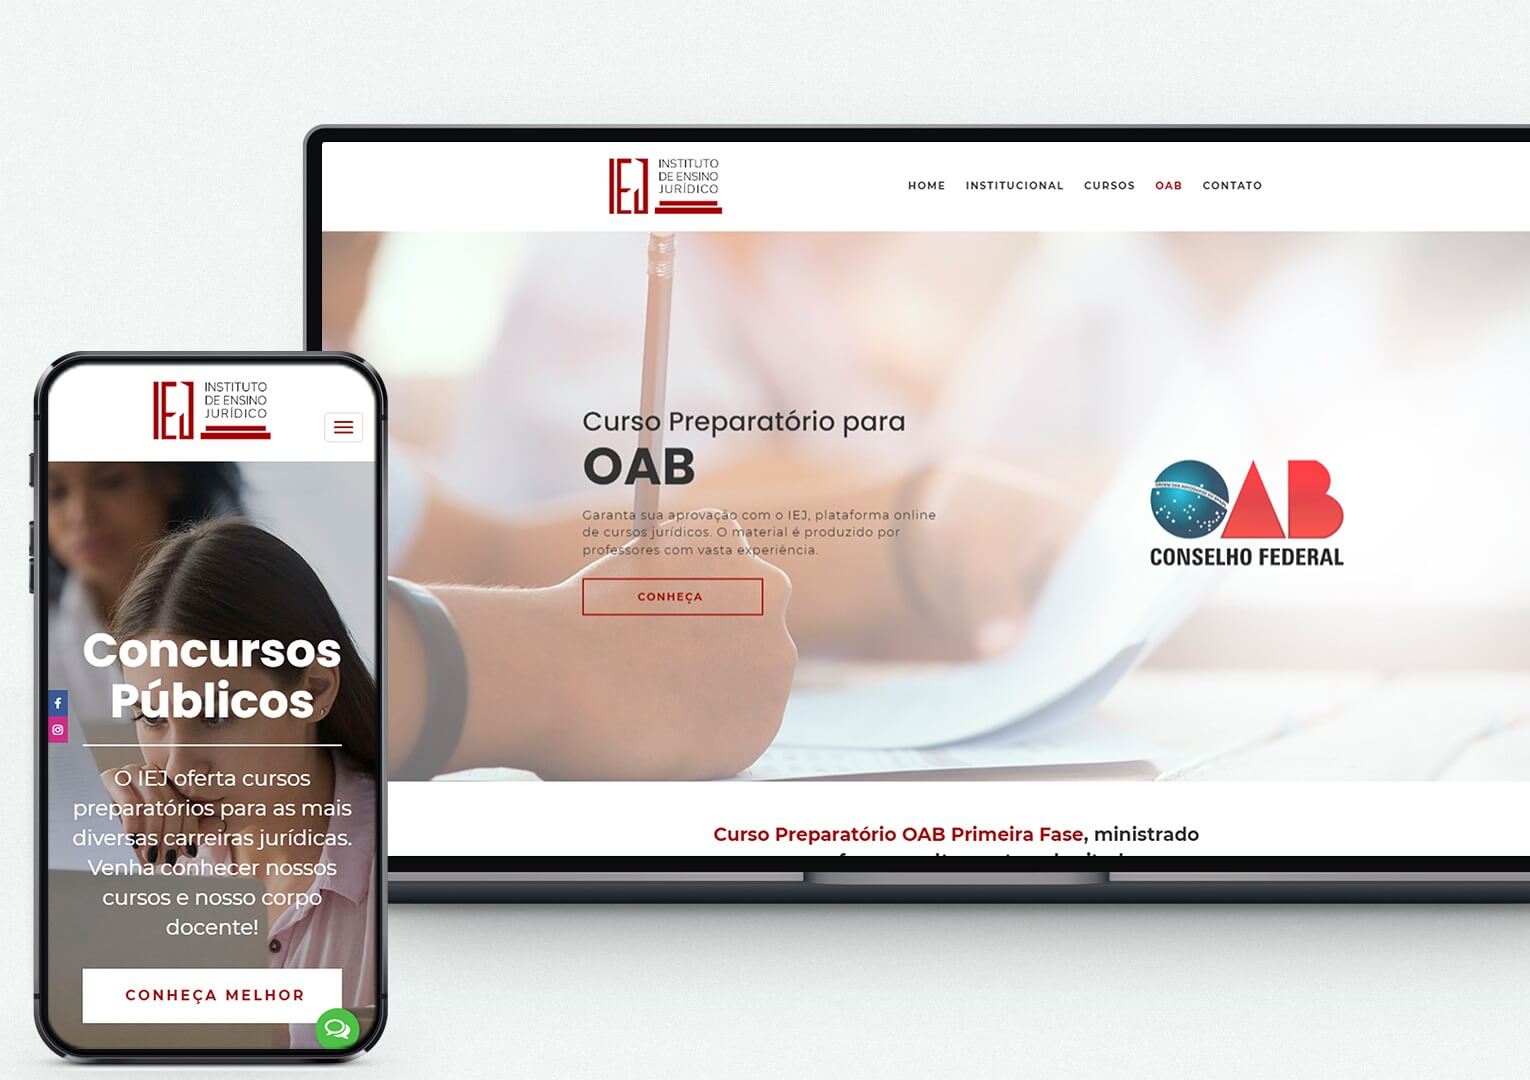 IEJ INSTITUTO
DE ENSINO
JURÍDICO
HOME INSTITUCIONAL CURSOS OAB CONTATO
Curso Preparatório para
OAB
Garanta sua aprovação com o IEJ, plataforma online
de cursos jurídicos. O material é produzido por
professores com vasta experiência.
CONHEÇA
OAB
CONSELHO FEDERAL
Curso Preparatório OAB Primeira Fase, ministrado
IEJ INSTITUTO
DE ENSINO
JURÍDICO
Concursos
Públicos
O IEJ oferta cursos
preparatórios para as mais
diversas carreiras jurídicas.
Venha conhecer nossos
cursos e nosso corpo
docente!
CONHEÇA MELHOR